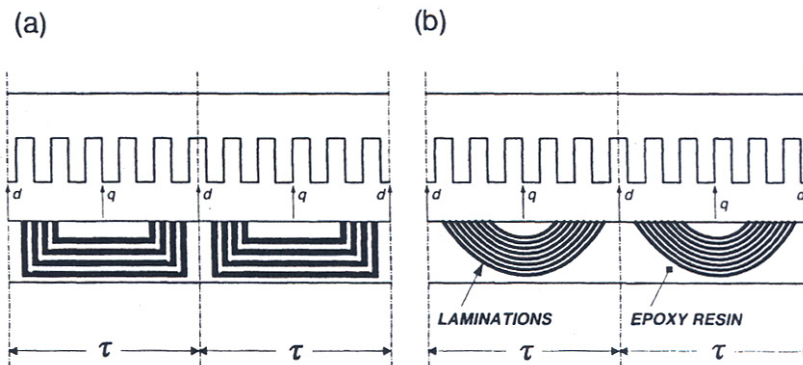 (a)
(b)
d q d q d
d q d q
LAMINATIONS EPOXY RESIN
τ τ
τ τ